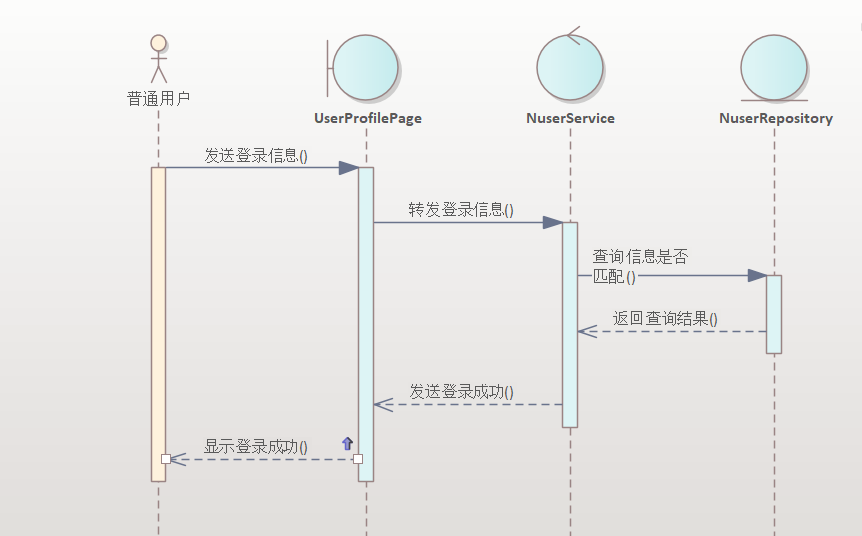 普通用户
UserProfilePage
NuserService
NuserRepository
发送登录信息()
转发登录信息()
查询信息是否
匹配()
返回查询结果()
发送登录成功()
显示登录成功()